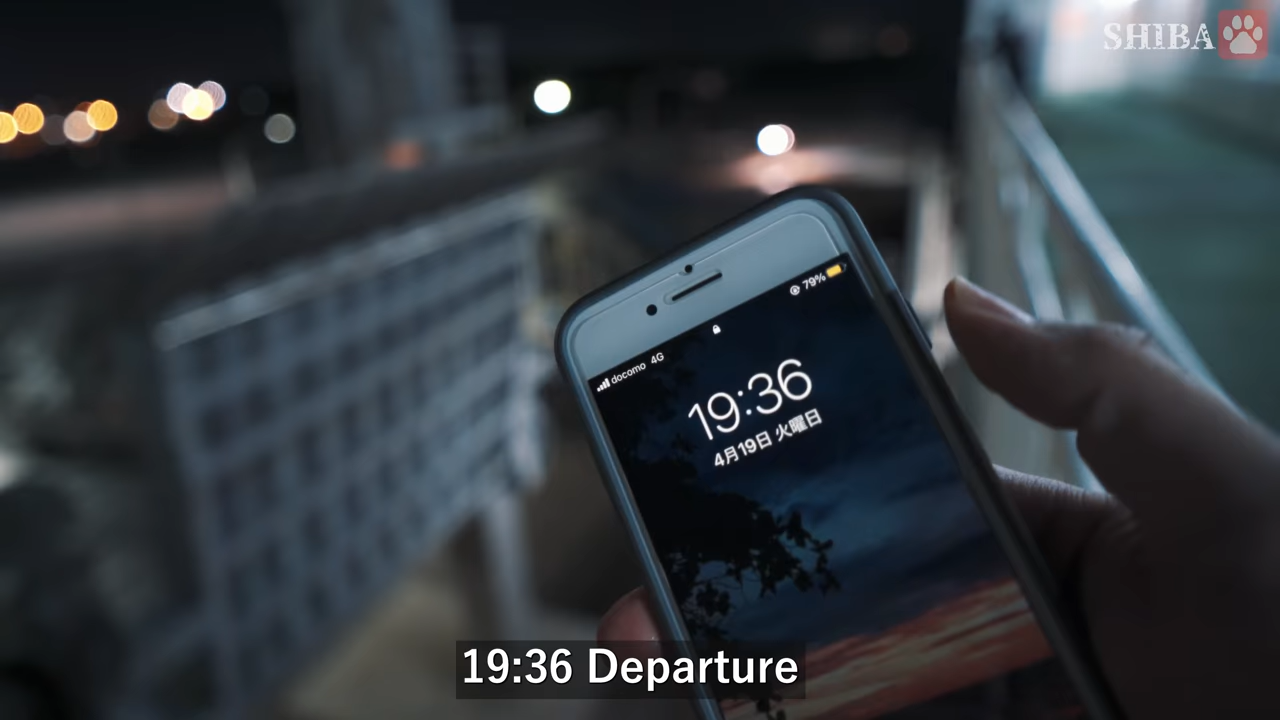 SHIBA
79%
docomo 4G
19:36
4月19日 火曜日
19:36 Departure